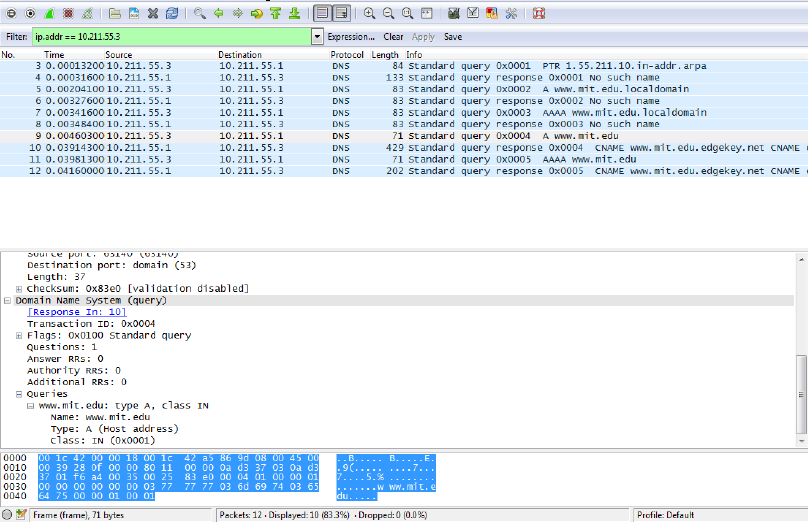 Filter: ip.addr == 10.211.55.3 Expression... Clear Apply Save
No. Time Source Destination Protocol Length Info
3 0.00013200 10.211.55.3 10.211.55.1 DNS 84 Standard query 0x0001 PTR 1.55.211.10.in-addr.arpa
4 0.00031600 10.211.55.1 10.211.55.3 DNS 133 Standard query response 0x0001 No such name
5 0.00204100 10.211.55.3 10.211.55.1 DNS 83 Standard query 0x0002 A www.mit.edu.localdomain
6 0.00327600 10.211.55.1 10.211.55.3 DNS 83 Standard query response 0x0002 No such name
7 0.00341600 10.211.55.3 10.211.55.1 DNS 83 Standard query 0x0003 AAAA www.mit.edu.localdomain
8 0.00348400 10.211.55.1 10.211.55.3 DNS 83 Standard query response 0x0003 No such name
9 0.00460300 10.211.55.3 10.211.55.1 DNS 71 Standard query 0x0004 A www.mit.edu
10 0.03914300 10.211.55.1 10.211.55.3 DNS 429 Standard query response 0x0004 CNAME www.mit.edu.edgekey.net CNAME
11 0.03981300 10.211.55.3 10.211.55.1 DNS 71 Standard query 0x0005 AAAA www.mit.edu
12 0.04160000 10.211.55.1 10.211.55.3 DNS 202 Standard query response 0x0005 CNAME www.mit.edu.edgekey.net CNAME
Source port: 63140 (63140)
Destination port: domain (53)
Length: 37
Checksum: 0x83e0 [validation disabled]
Domain Name System (query)
[Response In: 10]
Transaction ID: 0x0004
Flags: 0x0100 Standard query
Questions: 1
Answer RRs: 0
Authority RRs: 0
Additional RRs: 0
Queries
www.mit.edu: type A, class IN
Name: www.mit.edu
Type: A (Host address)
Class: IN (0x0001)
0000 00 1c 42 00 00 18 00 1c 42 a5 86 9d 08 00 45 00 ..B..... B.....E.
0010 00 39 28 0f 00 00 80 11 00 00 0a d3 37 03 0a d3 .9(..... ....7...
0020 37 01 f6 a4 00 35 00 25 83 e0 00 04 01 00 00 01 7....5.% ........
0030 00 00 00 00 00 00 03 77 77 77 03 6d 69 74 03 65 .......w ww.mit.e
0040 64 75 00 00 01 00 01 du.....
Frame (frame), 71 bytes Packets: 12 · Displayed: 10 (83.3%) · Dropped: 0 (0.0%) Profile: Default